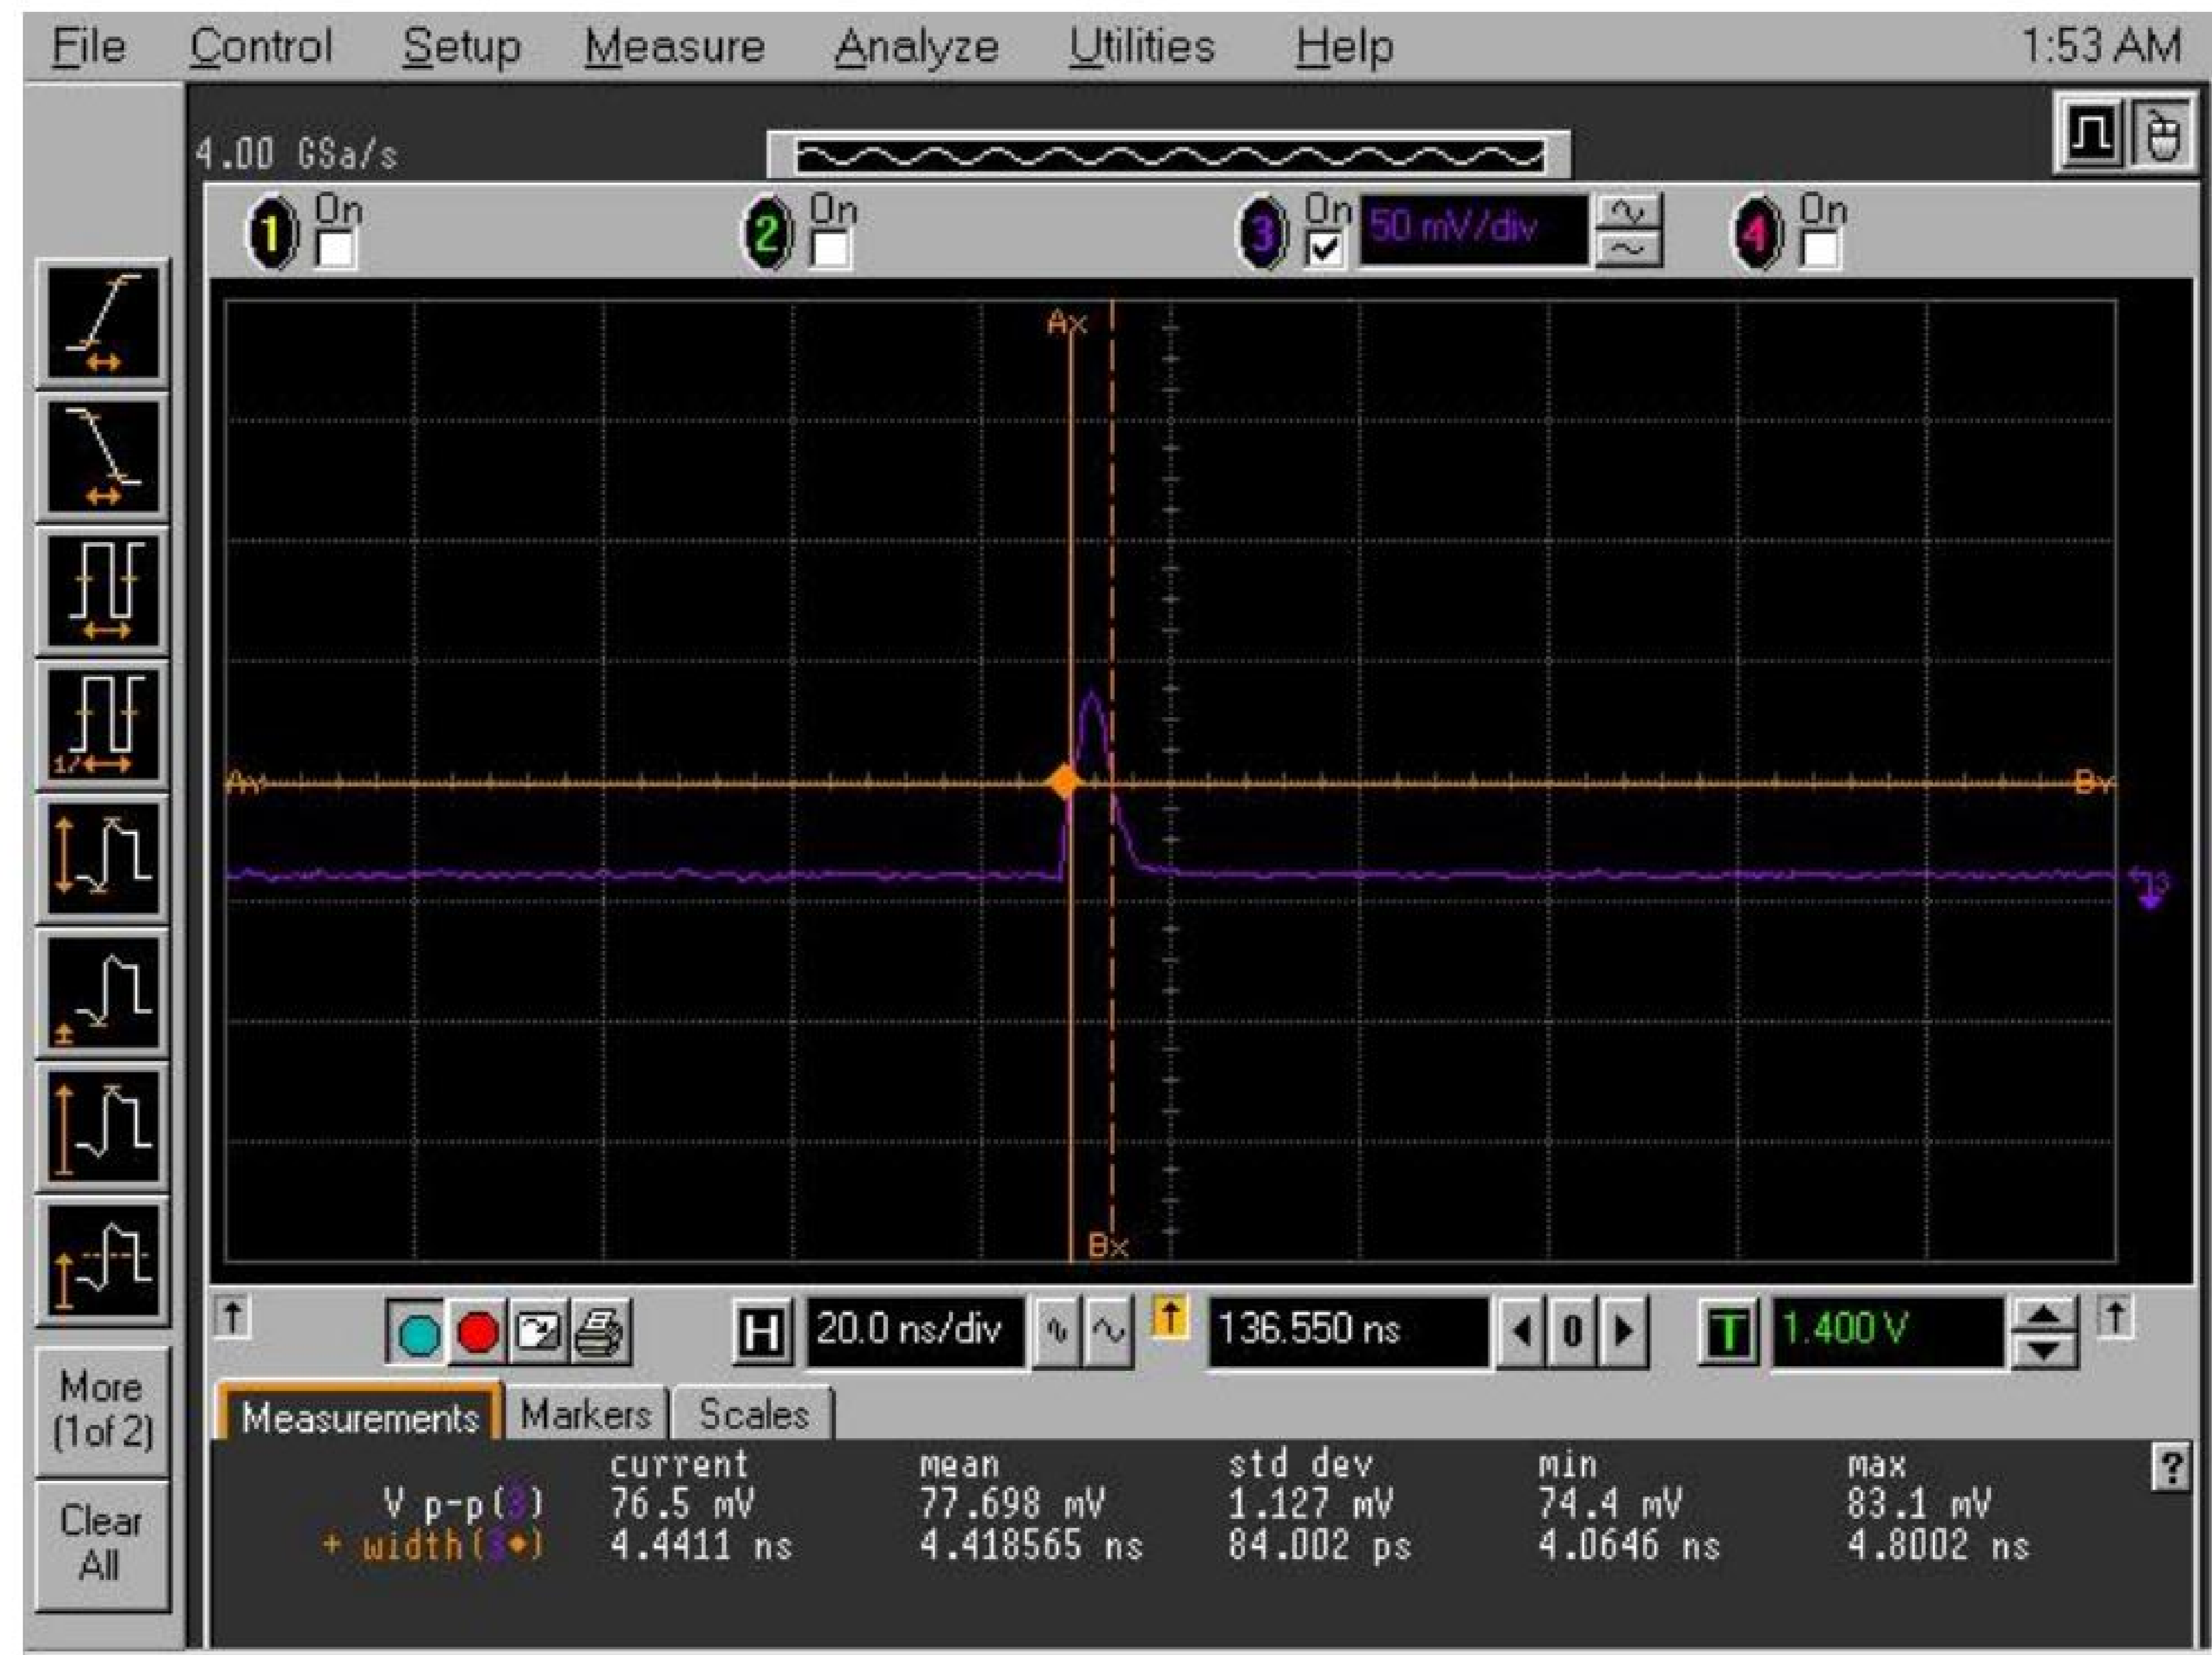 File Control Setup Measure Analyze Utilities Help 1:53 AM
4.00 GSa/s
1 On 2 On 3 On 50 mV/div 4 On
Ax
Ay By
3
Bx
1/
H 20.0 ns/div 136.550 ns 0 T 1.400 V
More
(1 of 2)
Clear
All
Measurements Markers Scales
current mean std dev min max ?
V p-p(3) 76.5 mV 77.698 mV 1.127 mV 74.4 mV 83.1 mV
+ width(3◆) 4.4411 ns 4.418565 ns 84.002 ps 4.0646 ns 4.8002 ns